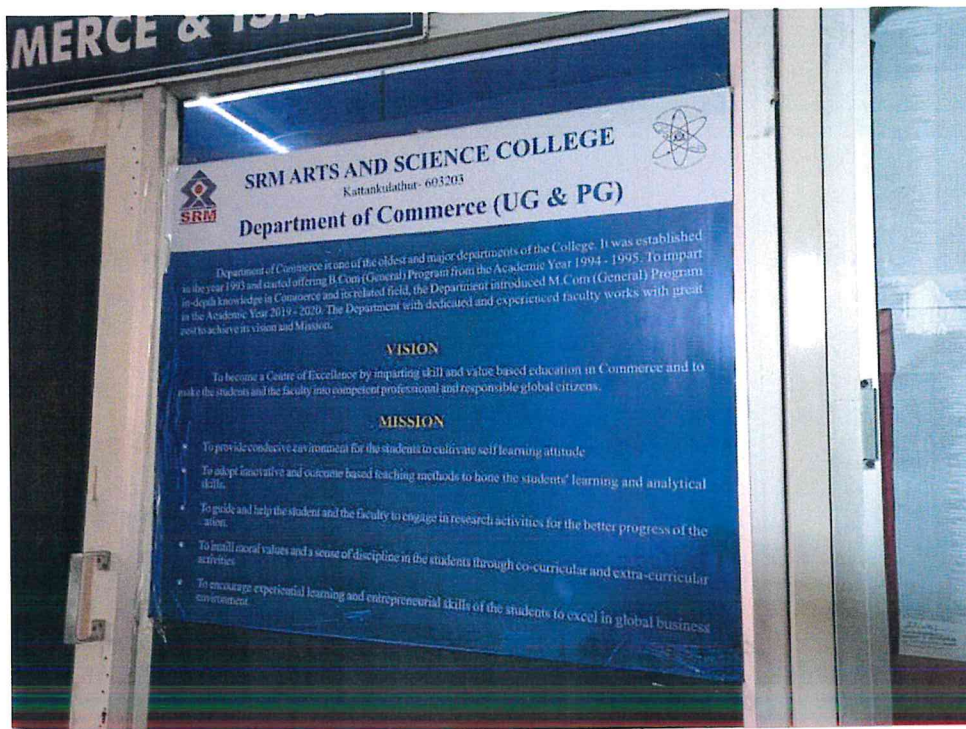 MERCE & ISM
SRM ARTS AND SCIENCE COLLEGE
Kattankulathur- 603203
SRM
Department of Commerce (UG & PG)
Department of Commerce is one of the oldest and major departments of the College. It was established
in the year 1993 and started offering B.Com (General) Program from the Academic Year 1994 - 1995. To impart
in-depth knowledge in Commerce and its related field, the Department introduced M.Com (General) Program
in the Academic Year 2019 - 2020. The Department with dedicated and experienced faculty works with great
zest to achieve its vision and Mission.
VISION
To become a Centre of Excellance by imparting skill and value based education in Commerce and to
make the students and the faculty into competent professional and responsible global citizens.
MISSION
• To provide conducive environment for the students to cultivate self learning attitude
• To adopt innovative and outcome based teaching methods to hone the students' learning and analytical
skills.
• To guide and help the student and the faculty to engage in research activities for the better progress of the
ation.
• To instill moral values and a sense of discipline in the students through co-curricular and extra-curricular
activities
• To encourage experiential learning and entrepreneurial skills of the students to excel in global business
environment.